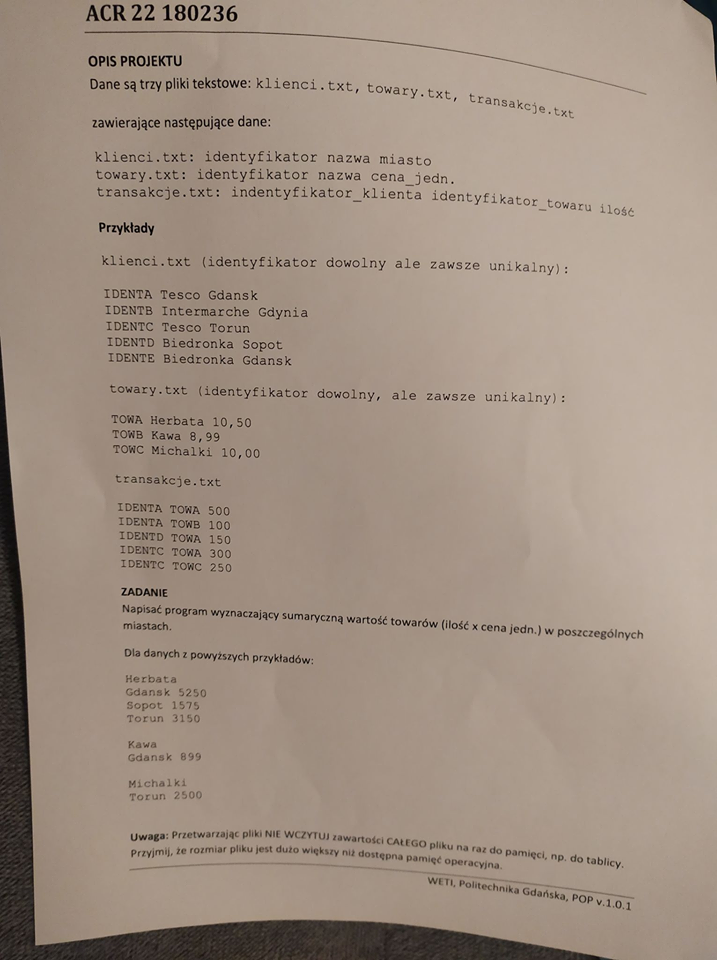 ACR 22 180236
OPIS PROJEKTU
Dane są trzy pliki tekstowe: klienci.txt, towary.txt, transakcje.txt
zawierające następujące dane:
klienci.txt: identyfikator nazwa miasto
towary.txt: identyfikator nazwa cena_jedn.
transakcje.txt: indentyfikator_klienta identyfikator_towaru ilość
Przykłady
klienci.txt (identyfikator dowolny ale zawsze unikalny):
IDENTA Tesco Gdansk
IDENTB Intermarche Gdynia
IDENTC Tesco Torun
IDENTD Biedronka Sopot
IDENTE Biedronka Gdansk
towary.txt (identyfikator dowolny, ale zawsze unikalny):
TOWA Herbata 10,50
TOWB Kawa 8,99
TOWC Michalki 10,00
transakcje.txt
IDENTA TOWA 500
IDENTA TOWB 100
IDENTD TOWA 150
IDENTC TOWA 300
IDENTC TOWC 250
ZADANIE
Napisać program wyznaczający sumaryczną wartość towarów (ilość x cena jedn.) w poszczególnych
miastach.
Dla danych z powyższych przykładów:
Herbata
Gdansk 5250
Sopot 1575
Torun 3150
Kawa
Gdansk 899
Michalki
Torun 2500
Uwaga: Przetwarzając pliki NIE WCZYTUJ zawartości CAŁEGO pliku na raz do pamięci, np. do tablicy.
Przyjmij, że rozmiar pliku jest dużo większy niż dostępna pamięć operacyjna.
WETI, Politechnika Gdańska, POP v.1.0.1